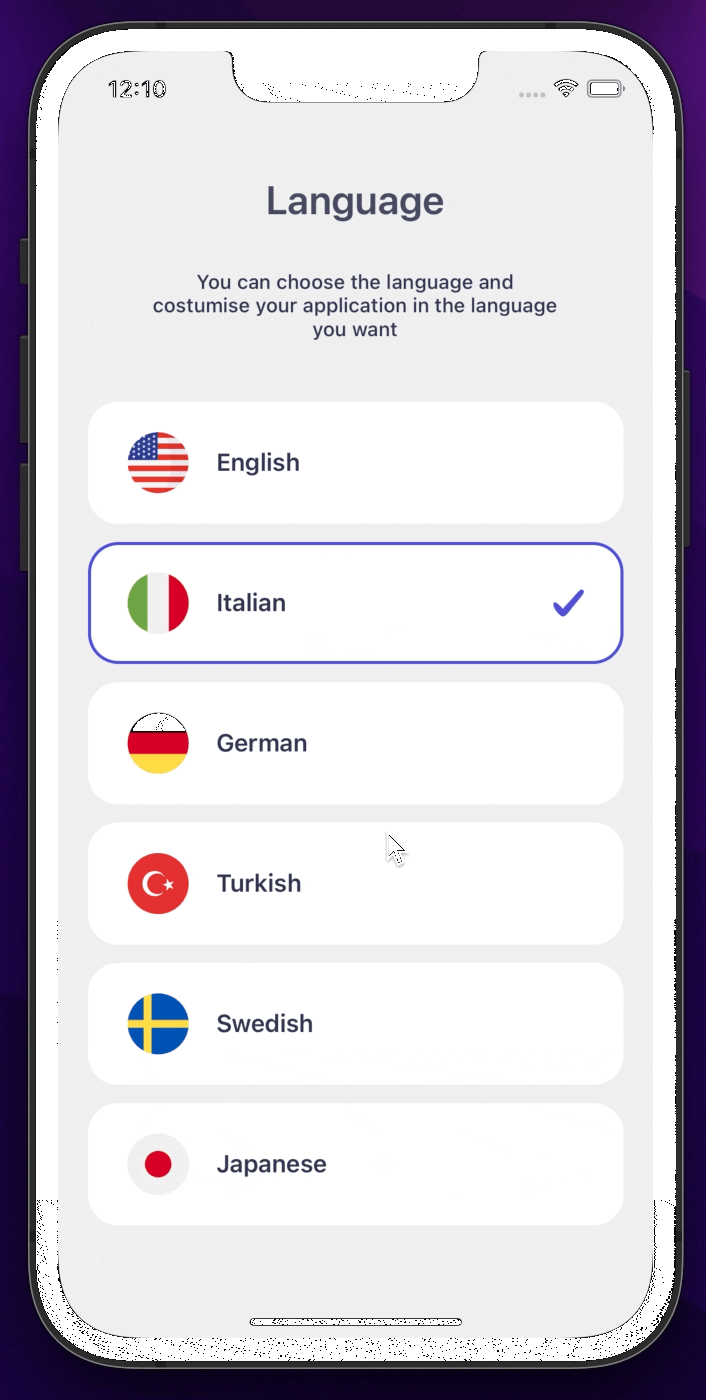 12:10
Language
You can choose the language and
costumise your application in the language
you want
English
Italian
German
Turkish
Swedish
Japanese